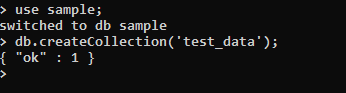 > use sample;
switched to db sample
> db.createCollection('test_data');
{ "ok" : 1 }
>